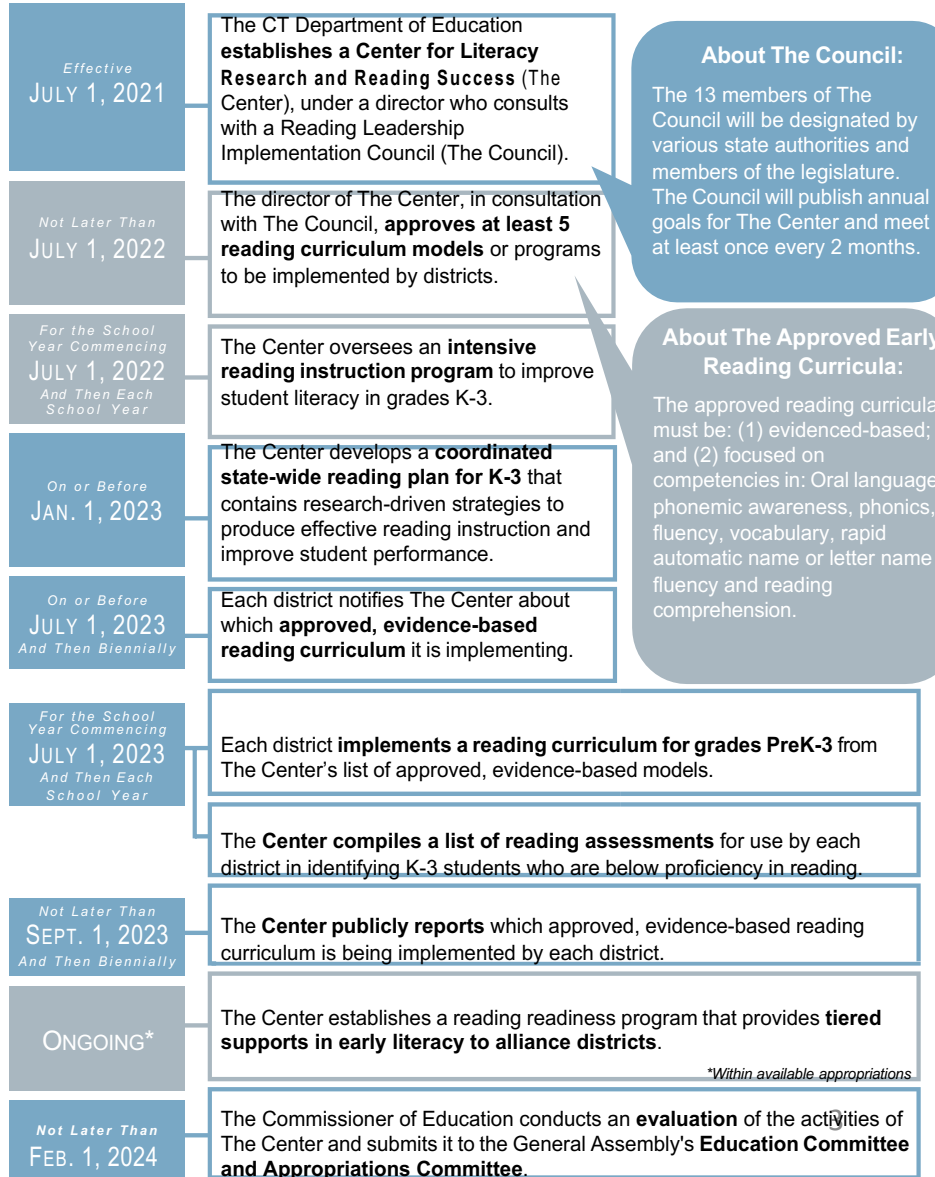 Effective
JULY 1, 2021
The CT Department of Education
establishes a Center for Literacy
Research and Reading Success (The
Center), under a director who consults
with a Reading Leadership
Implementation Council (The Council).
About The Council:
The 13 members of The
Council will be designated by
various state authorities and
members of the legislature.
The Council will publish annual
goals for The Center and meet
at least once every 2 months.
Not Later Than
JULY 1, 2022
The director of The Center, in consultation
with The Council, approves at least 5
reading curriculum models or programs
to be implemented by districts.
About The Approved Early
Reading Curricula:
The approved reading curricula
must be: (1) evidenced-based;
and (2) focused on
competencies in: Oral language
phonemic awareness, phonics,
fluency, vocabulary, rapid
automatic name or letter name
fluency and reading
comprehension.
For the School
Year Commencing
JULY 1, 2022
And Then Each
School Year
The Center oversees an intensive
reading instruction program to improve
student literacy in grades K-3.
On or Before
JAN. 1, 2023
The Center develops a coordinated
state-wide reading plan for K-3 that
contains research-driven strategies to
produce effective reading instruction and
improve student performance.
On or Before
JULY 1, 2023
And Then Biennially
Each district notifies The Center about
which approved, evidence-based
reading curriculum it is implementing.
For the School
Year Commencing
JULY 1, 2023
And Then Each
School Year
Each district implements a reading curriculum for grades PreK-3 from
The Center’s list of approved, evidence-based models.
The Center compiles a list of reading assessments for use by each
district in identifying K-3 students who are below proficiency in reading.
Not Later Than
SEPT. 1, 2023
And Then Biennially
The Center publicly reports which approved, evidence-based reading
curriculum is being implemented by each district.
ONGOING*
The Center establishes a reading readiness program that provides tiered
supports in early literacy to alliance districts.
*Within available appropriations
Not Later Than
FEB. 1, 2024
The Commissioner of Education conducts an evaluation of the activities of
The Center and submits it to the General Assembly's Education Committee
and Appropriations Committee.
3